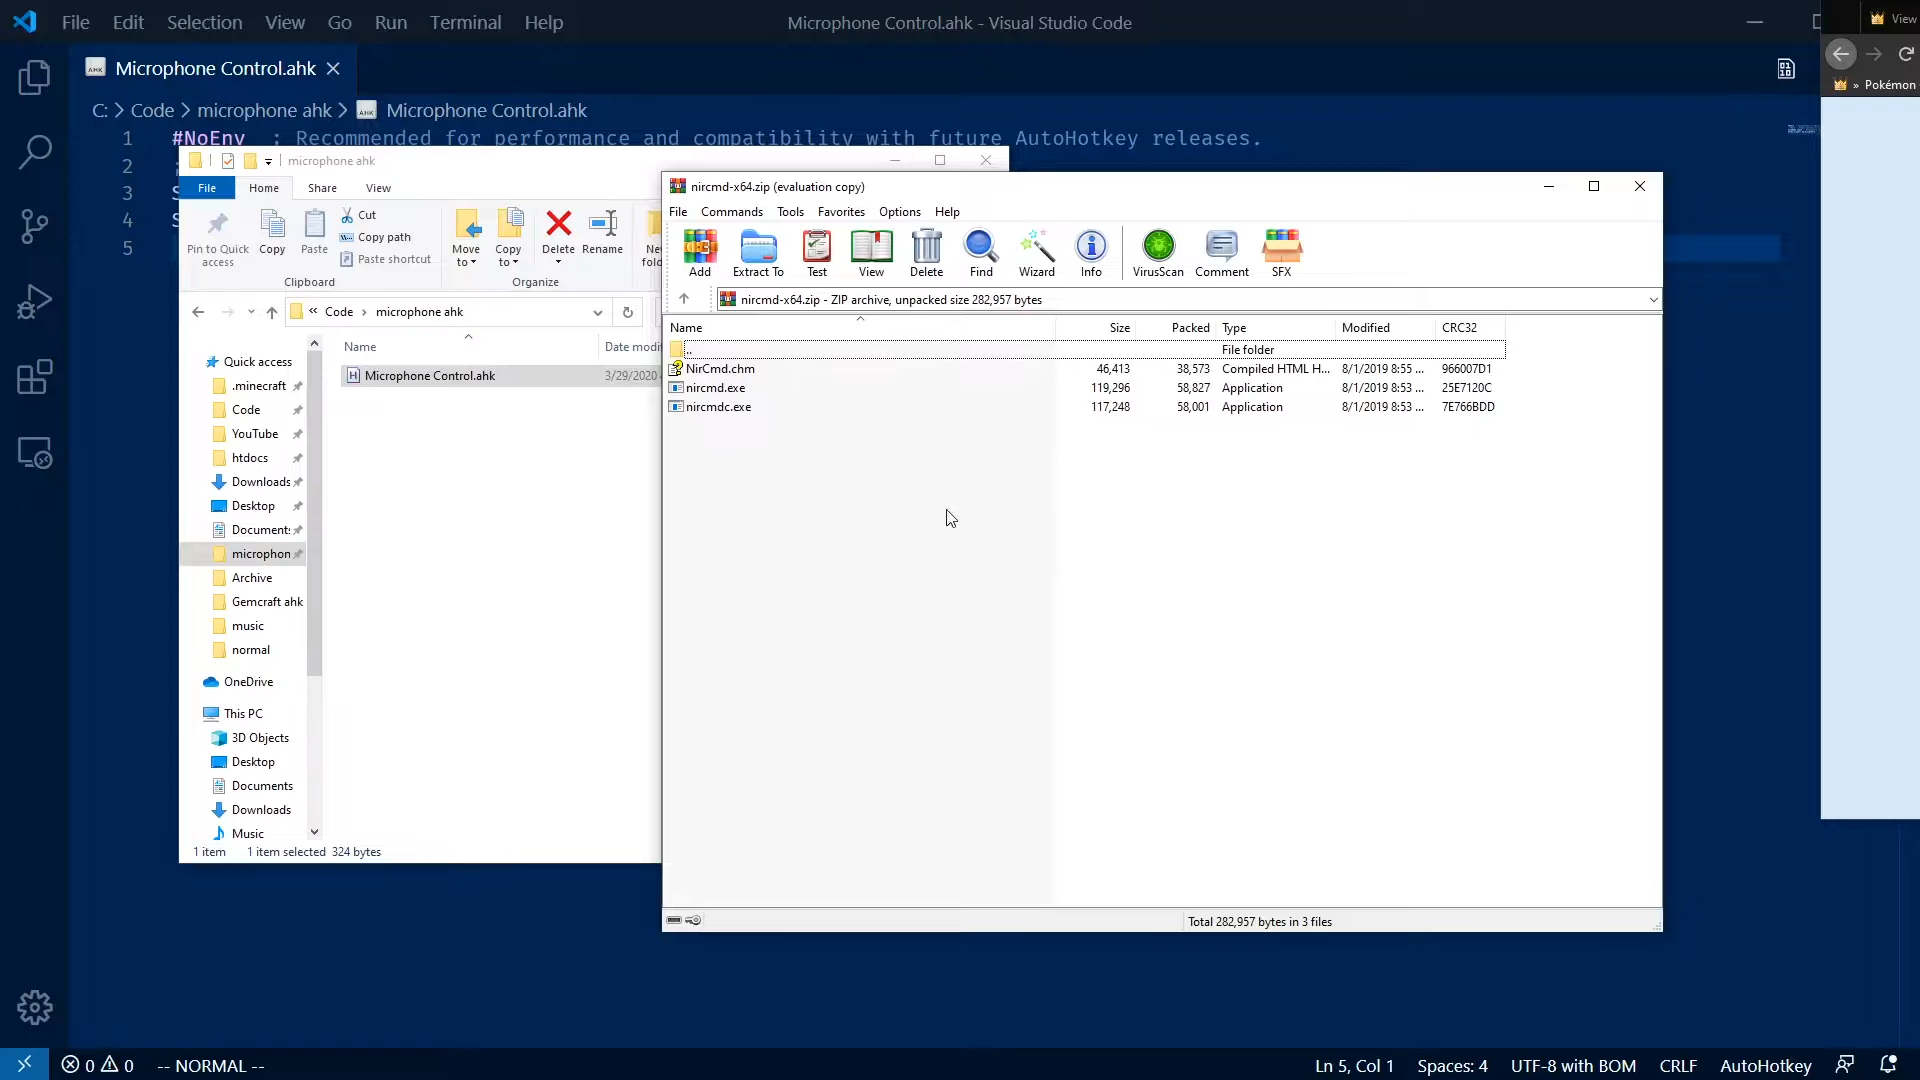 File Edit Selection View Go Run Terminal Help
Microphone Control.ahk - Visual Studio Code
View
Microphone Control.ahk
C: > Code > microphone ahk > Microphone Control.ahk
» Pokémon
1 #NoEnv ; Recommended for performance and compatibility with future AutoHotkey releases.
2 ;
3 S
4 S
5
microphone ahk
File Home Share View
Pin to Quick access
Copy
Paste
Cut
Copy path
Paste shortcut
Clipboard
Move to
Copy to
Delete
Rename
Organize
« Code > microphone ahk
Name
Date modi
Microphone Control.ahk
3/29/2020
Quick access
.minecraft
Code
YouTube
htdocs
Downloads
Desktop
Document
microphon
Archive
Gemcraft ahk
music
normal
OneDrive
This PC
3D Objects
Desktop
Documents
Downloads
Music
1 item 1 item selected 324 bytes
nircmd-x64.zip (evaluation copy)
File Commands Tools Favorites Options Help
Add Extract To Test View Delete Find Wizard Info VirusScan Comment SFX
nircmd-x64.zip - ZIP archive, unpacked size 282,957 bytes
Name Size Packed Type Modified CRC32
.. File folder
NirCmd.chm 46,413 38,573 Compiled HTML H... 8/1/2019 8:55 ... 966007D1
nircmd.exe 119,296 58,827 Application 8/1/2019 8:53 ... 25E7120C
nircmdc.exe 117,248 58,001 Application 8/1/2019 8:53 ... 7E766BDD
Total 282,957 bytes in 3 files
0 0 -- NORMAL --
Ln 5, Col 1 Spaces: 4 UTF-8 with BOM CRLF AutoHotkey